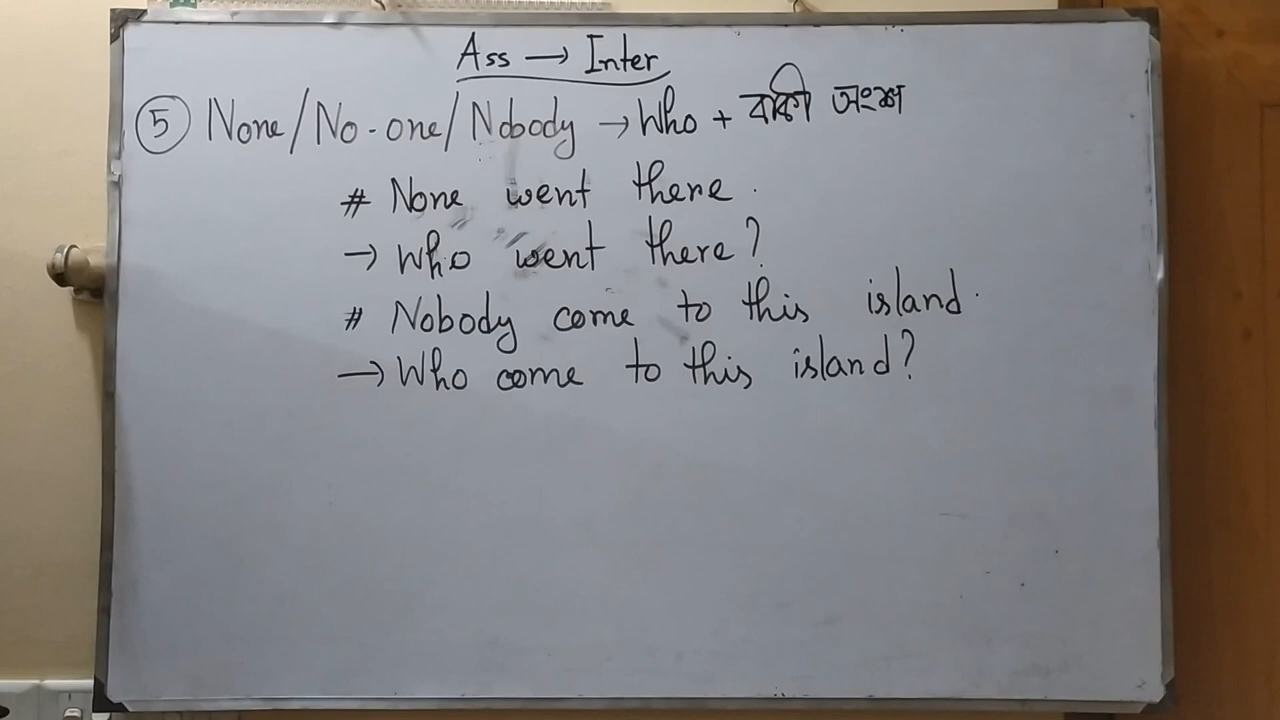 Ass → Inter
⑤ None/No-one/Nobody → Who + বাকী অংশ
# None went there.
→ Who went there?
# Nobody come to this island.
→ Who come to this island?